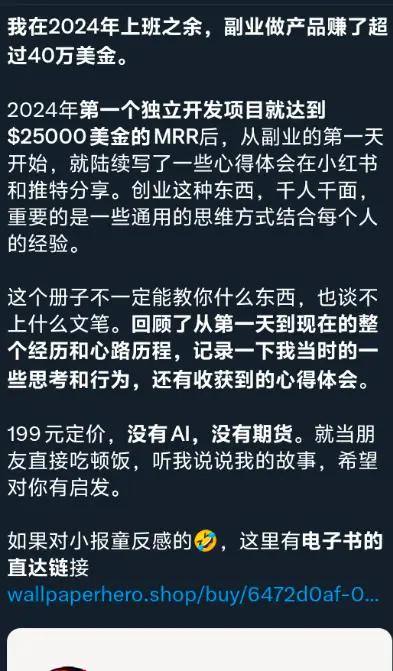 我在2024年上班之余，副业做产品赚了超
过40万美金。
2024年第一个独立开发项目就达到
$25000美金的MRR后，从副业的第一天
开始，就陆续写了一些心得体会在小红书
和推特分享。创业这种东西，千人千面，
重要的是一些通用的思维方式结合每个人
的经验。
这个册子不一定能教你什么东西，也谈不
上什么文笔。回顾了从第一天到现在的整
个经历和心路历程，记录一下我当时的一
些思考和行为，还有收获到的心得体会。
199元定价，没有AI，没有期货。就当朋
友直接吃顿饭，听我说说我的故事，希望
对你有启发。
如果对小报童反感的🤣，这里有电子书的
直达链接
wallpaperhero.shop/buy/6472d0af-0...